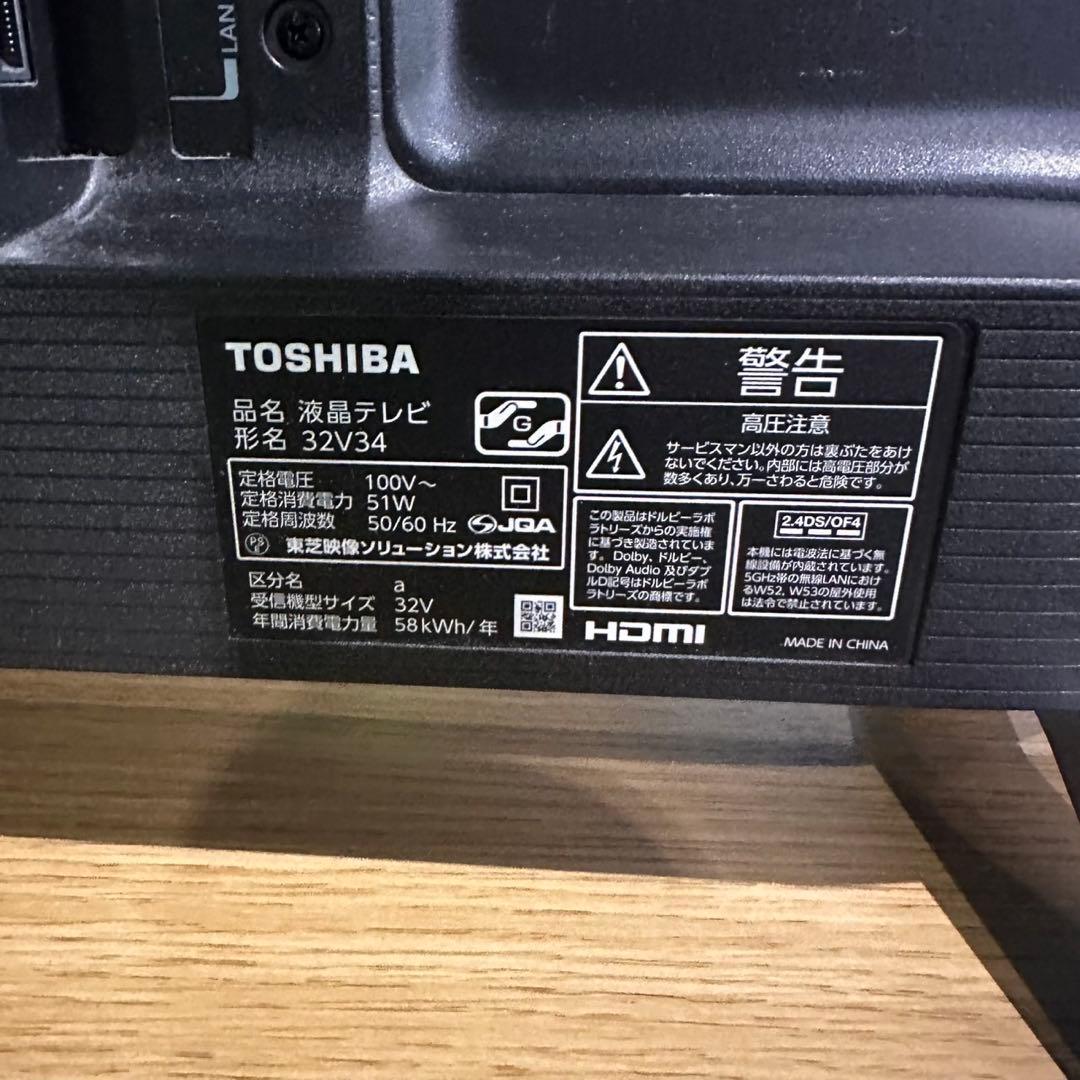 LAN
TOSHIBA
品名 液晶テレビ
形名 32V34
G
定格電圧 100V～
定格消費電力 51W
定格周波数 50/60 Hz JQA
PS E 東芝映像ソリューション株式会社
区分名 a
受信機型サイズ 32V
年間消費電力量 58kWh/年
警告
高圧注意
サービスマン以外の方は裏ぶたをあけ
ないでください。内部には高電圧部分が
数多くあり、万一さわると危険です。
この製品はドルビーラボ
ラトリーズからの実施権
に基づき製造されていま
す。Dolby、ドルビー、
Dolby Audio 及びダブ
ルD記号はドルビーラボ
ラトリーズの商標です。
2.4DS/OF4
本機には電波法に基づく無
線設備が内蔵されています。
5GHz帯の無線LANにおけ
るW52, W53の屋外使用
は法令で禁止されています。
HDMI
MADE IN CHINA